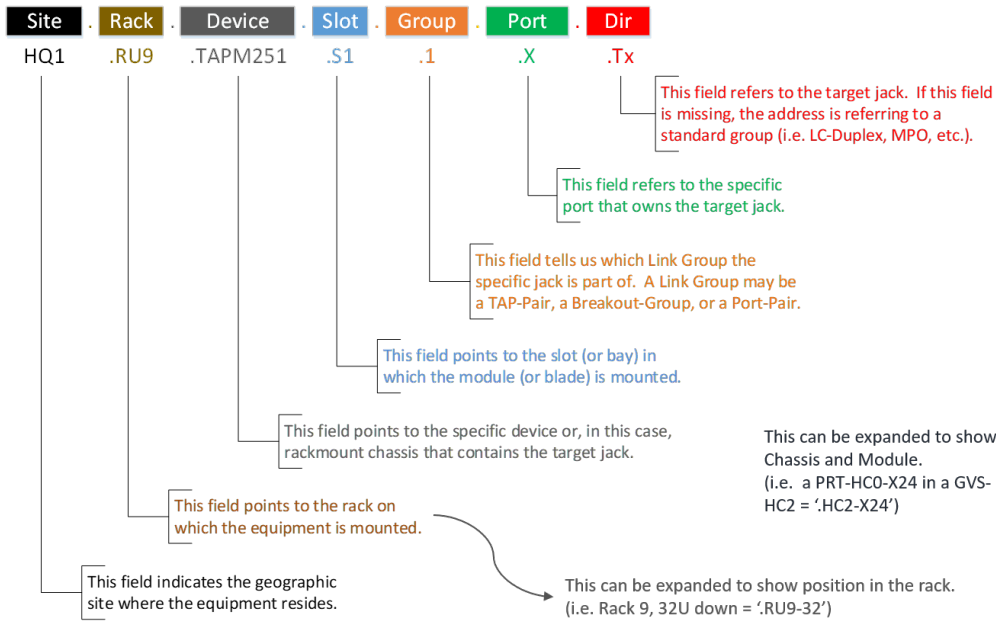 Site . Rack . Device . Slot . Group . Port . Dir
HQ1 .RU9 .TAPM251 .S1 .1 .X .Tx
This field refers to the target jack.  If this field
is missing, the address is referring to a
standard group (i.e. LC-Duplex, MPO, etc.).
This field refers to the specific
port that owns the target jack.
This field tells us which Link Group the
specific jack is part of.  A Link Group may be
a TAP-Pair, a Breakout-Group, or a Port-Pair.
This field points to the slot (or bay) in
which the module (or blade) is mounted.
This field points to the specific device or, in this case,
rackmount chassis that contains the target jack.
This can be expanded to show
Chassis and Module.
(i.e.  a PRT-HC0-X24 in a GVS-
HC2 = ‘.HC2-X24’)
This field points to the rack on
which the equipment is mounted.
This field indicates the geographic
site where the equipment resides.
This can be expanded to show position in the rack.
(i.e. Rack 9, 32U down = ‘.RU9-32’)